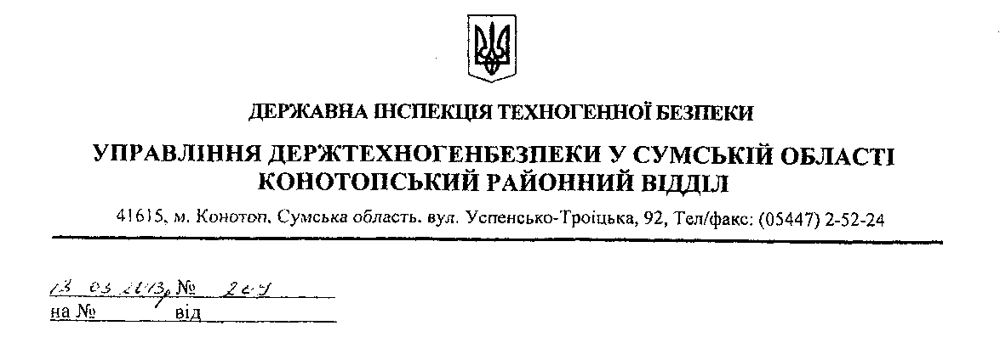 ДЕРЖАВНА ІНСПЕКЦІЯ ТЕХНОГЕННОЇ БЕЗПЕКИ
УПРАВЛІННЯ ДЕРЖТЕХНОГЕНБЕЗПЕКИ У СУМСЬКІЙ ОБЛАСТІ
КОНОТОПСЬКИЙ РАЙОННИЙ ВІДДІЛ
41615, м. Конотоп, Сумська область, вул. Успенсько-Троїцька, 92, Тел/факс: (05447) 2-52-24
13 03 2013р №
на № від